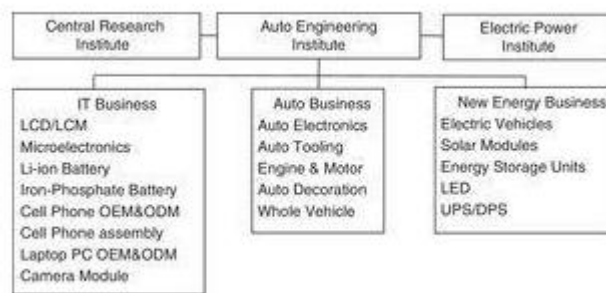 Central Research
Institute
Auto Engineering
Institute
Electric Power
Institute
IT Business
LCD/LCM
Microelectronics
Li-ion Battery
Iron-Phosphate Battery
Cell Phone OEM&ODM
Cell Phone assembly
Laptop PC OEM&ODM
Camera Module
Auto Business
Auto Electronics
Auto Tooling
Engine & Motor
Auto Decoration
Whole Vehicle
New Energy Business
Electric Vehicles
Solar Modules
Energy Storage Units
LED
UPS/DPS